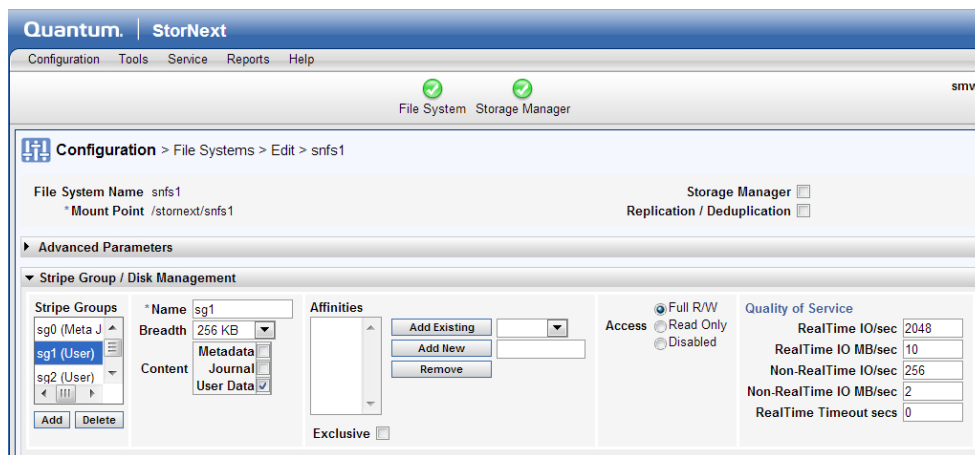 Quantum. StorNext
Configuration Tools Service Reports Help
smw
File System Storage Manager
Configuration > File Systems > Edit > snfs1
File System Name snfs1
Storage Manager
*Mount Point /stornext/snfs1
Replication / Deduplication
Advanced Parameters
Stripe Group / Disk Management
Stripe Groups
sg0 (Meta J
sg1 (User)
sg2 (User)
Add Delete
*Name sg1
Breadth 256 KB
Content
Metadata
Journal
User Data
Affinities
Add Existing
Add New
Remove
Exclusive
Access
Full R/W
Read Only
Disabled
Quality of Service
RealTime IO/sec 2048
RealTime IO MB/sec 10
Non-RealTime IO/sec 256
Non-RealTime IO MB/sec 2
RealTime Timeout secs 0